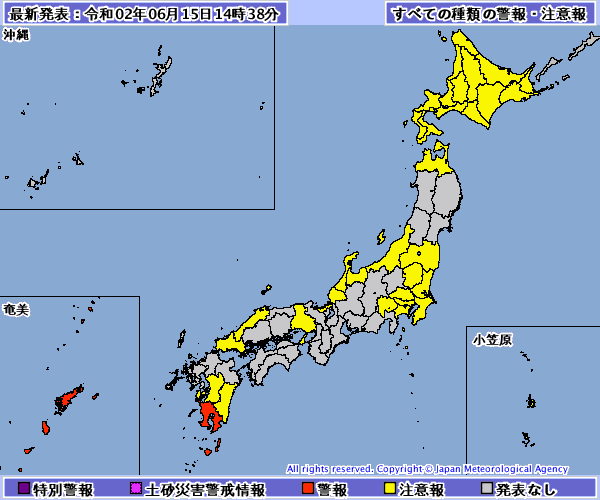 最新発表：令和02年06月15日14時38分
すべての種類の警報・注意報
沖縄
奄美
小笠原
All rights reserved. Copyright © Japan Meteorological Agency
特別警報
土砂災害警戒情報
警報
注意報
発表なし